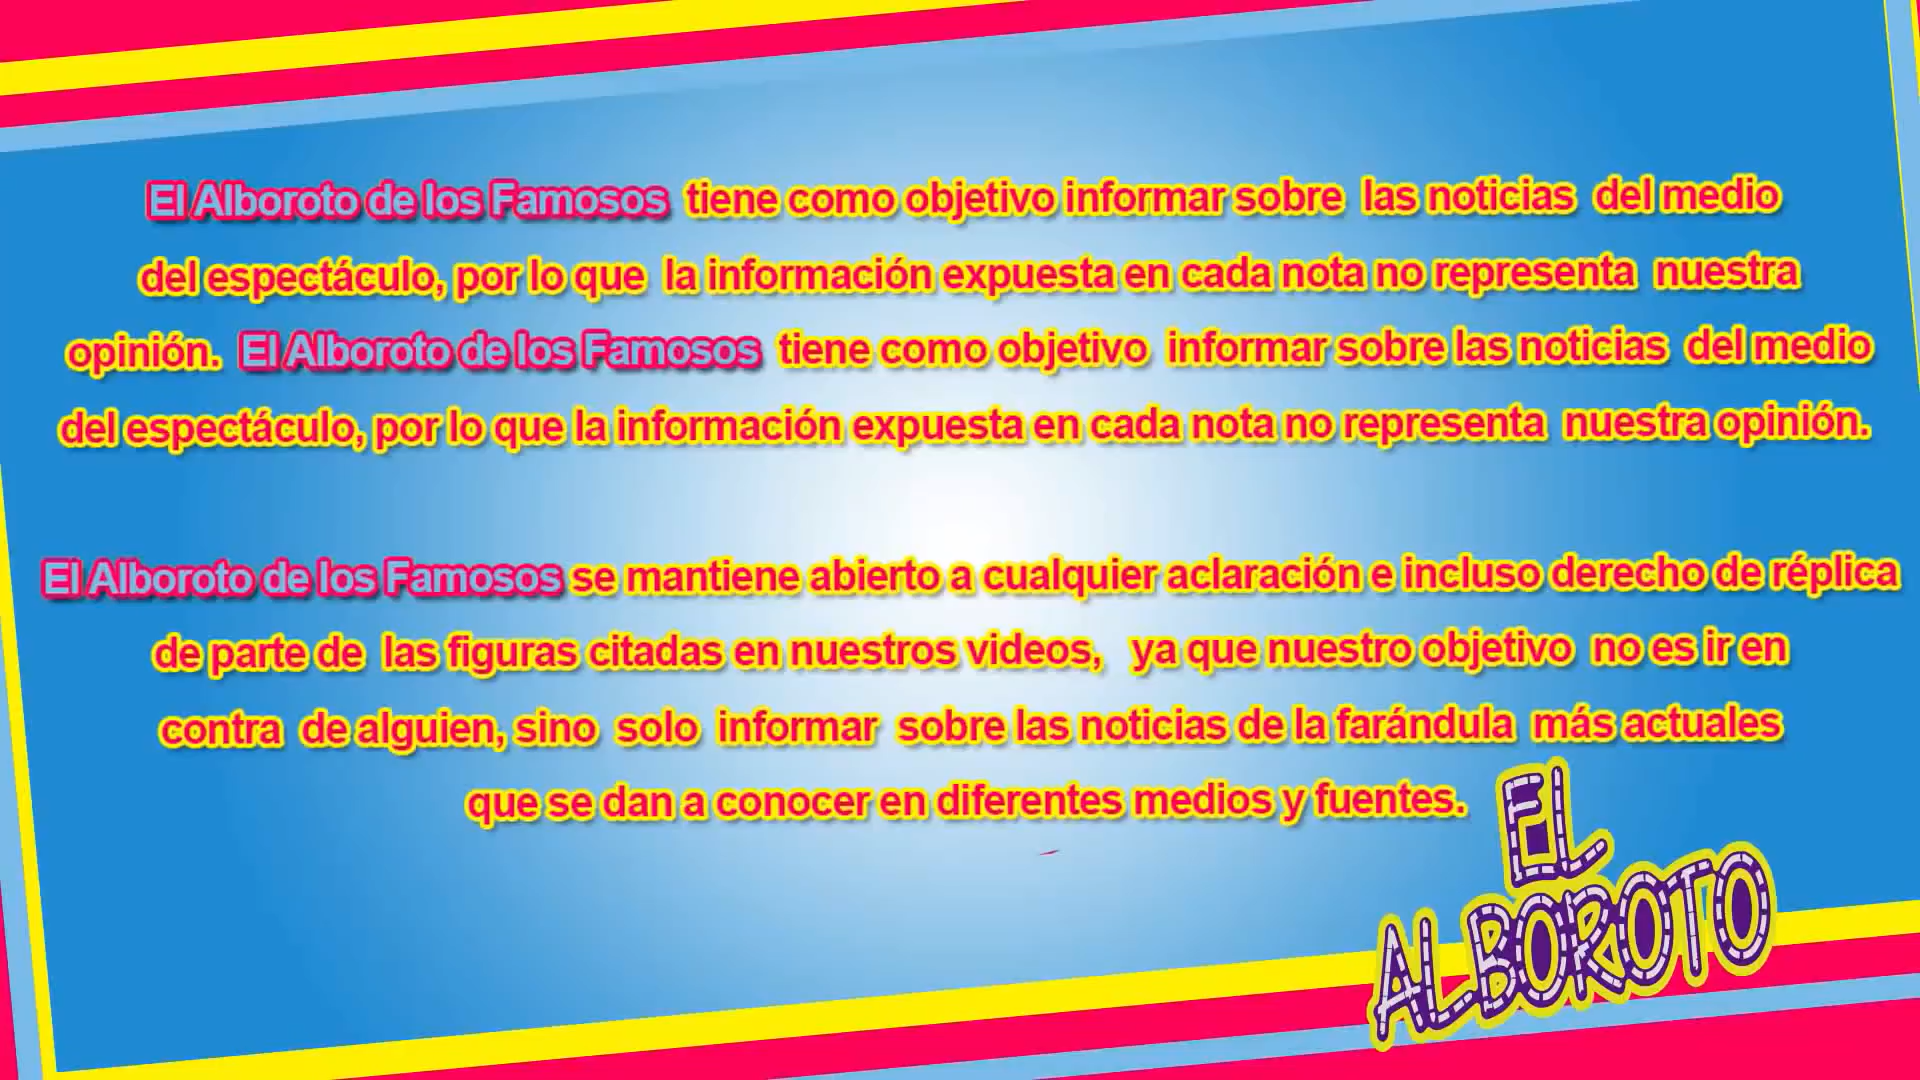 El Alboroto de los Famosos tiene como objetivo informar sobre las noticias del medio
del espectáculo, por lo que la información expuesta en cada nota no representa nuestra
opinión. El Alboroto de los Famosos tiene como objetivo informar sobre las noticias del medio
del espectáculo, por lo que la información expuesta en cada nota no representa nuestra opinión.
El Alboroto de los Famosos se mantiene abierto a cualquier aclaración e incluso derecho de réplica
de parte de las figuras citadas en nuestros videos, ya que nuestro objetivo no es ir en
contra de alguien, sino solo informar sobre las noticias de la farándula más actuales
que se dan a conocer en diferentes medios y fuentes.
EL
ALBOROTO